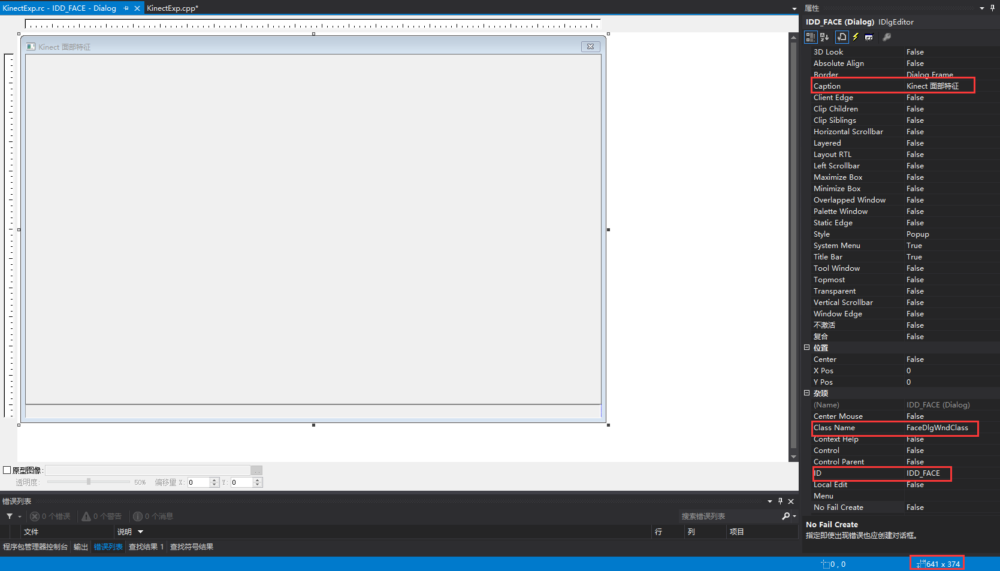 KinectExp.rc - IDD_FACE - Dialog
KinectExp.cpp*
Kinect 面部特征
原型图像:
...
透明度:
50%
偏移量 X:
0
Y:
0
错误列表
0 个错误
0 个警告
0 个消息
搜索错误列表
文件
说明
行
列
项目
程序包管理器控制台
输出
错误列表
查找结果 1
查找符号结果
属性
IDD_FACE (Dialog) IDlgEditor
3D Look False
Absolute Align False
Border Dialog Frame
Caption Kinect 面部特征
Client Edge False
Clip Children False
Clip Siblings False
Horizontal Scrollbar False
Layered False
Layout RTL False
Left Scrollbar False
Maximize Box False
Minimize Box False
Overlapped Window False
Palette Window False
Static Edge False
Style Popup
System Menu True
Title Bar True
Tool Window False
Topmost False
Transparent False
Vertical Scrollbar False
Window Edge False
不激活 False
复合 False
位置
Center False
X Pos 0
Y Pos 0
杂项
(Name) IDD_FACE (Dialog)
Center Mouse False
Class Name FaceDlgWndClass
Context Help False
Control False
Control Parent False
ID IDD_FACE
Local Edit False
Menu
No Fail Create False
No Fail Create
指定即使出现错误也应创建对话框。
0 , 0
641 x 374